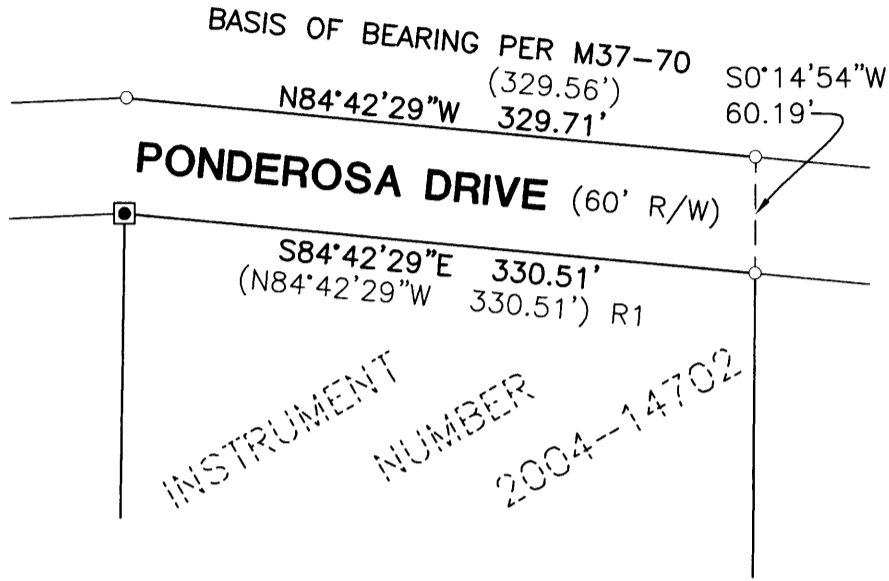 BASIS OF BEARING PER M37-70
(329.56')
N84°42'29"W 329.71'
S0°14'54"W
60.19'
PONDEROSA DRIVE (60' R/W)
S84°42'29"E 330.51'
(N84°42'29"W 330.51') R1
INSTRUMENT NUMBER 2004-14702